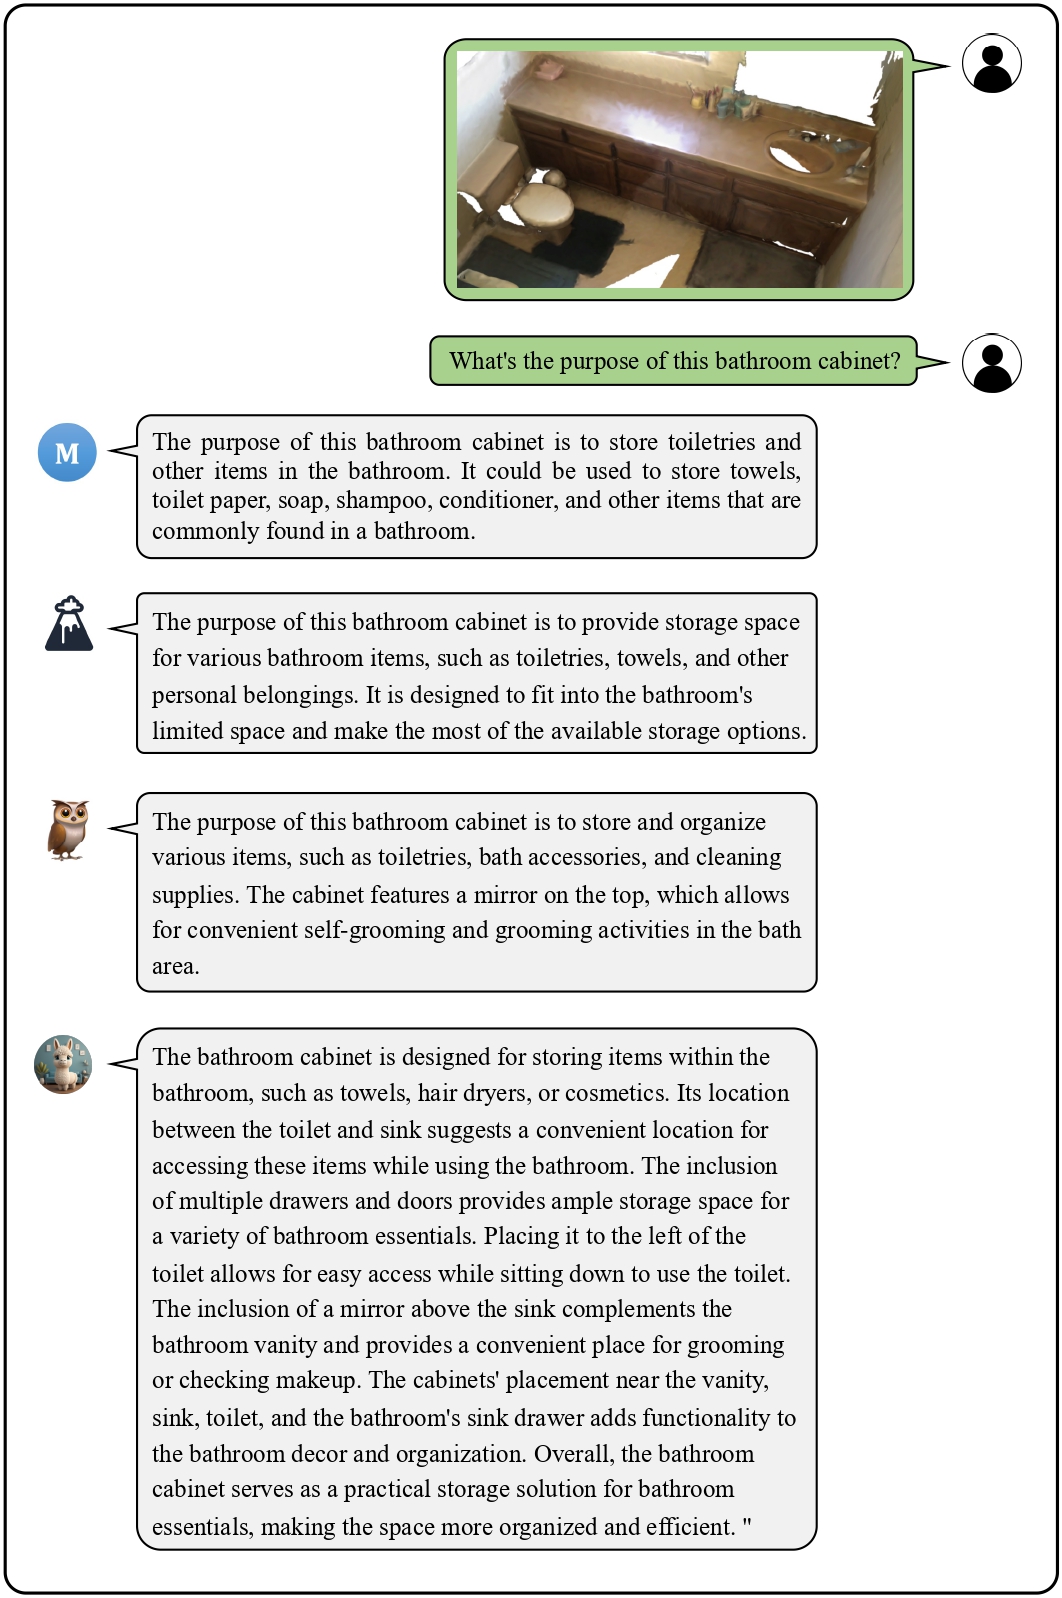 What's the purpose of this bathroom cabinet?
M
The purpose of this bathroom cabinet is to store toiletries and
other items in the bathroom. It could be used to store towels,
toilet paper, soap, shampoo, conditioner, and other items that are
commonly found in a bathroom.
The purpose of this bathroom cabinet is to provide storage space
for various bathroom items, such as toiletries, towels, and other
personal belongings. It is designed to fit into the bathroom's
limited space and make the most of the available storage options.
The purpose of this bathroom cabinet is to store and organize
various items, such as toiletries, bath accessories, and cleaning
supplies. The cabinet features a mirror on the top, which allows
for convenient self-grooming and grooming activities in the bath
area.
The bathroom cabinet is designed for storing items within the
bathroom, such as towels, hair dryers, or cosmetics. Its location
between the toilet and sink suggests a convenient location for
accessing these items while using the bathroom. The inclusion
of multiple drawers and doors provides ample storage space for
a variety of bathroom essentials. Placing it to the left of the
toilet allows for easy access while sitting down to use the toilet.
The inclusion of a mirror above the sink complements the
bathroom vanity and provides a convenient place for grooming
or checking makeup. The cabinets' placement near the vanity,
sink, toilet, and the bathroom's sink drawer adds functionality to
the bathroom decor and organization. Overall, the bathroom
cabinet serves as a practical storage solution for bathroom
essentials, making the space more organized and efficient. "